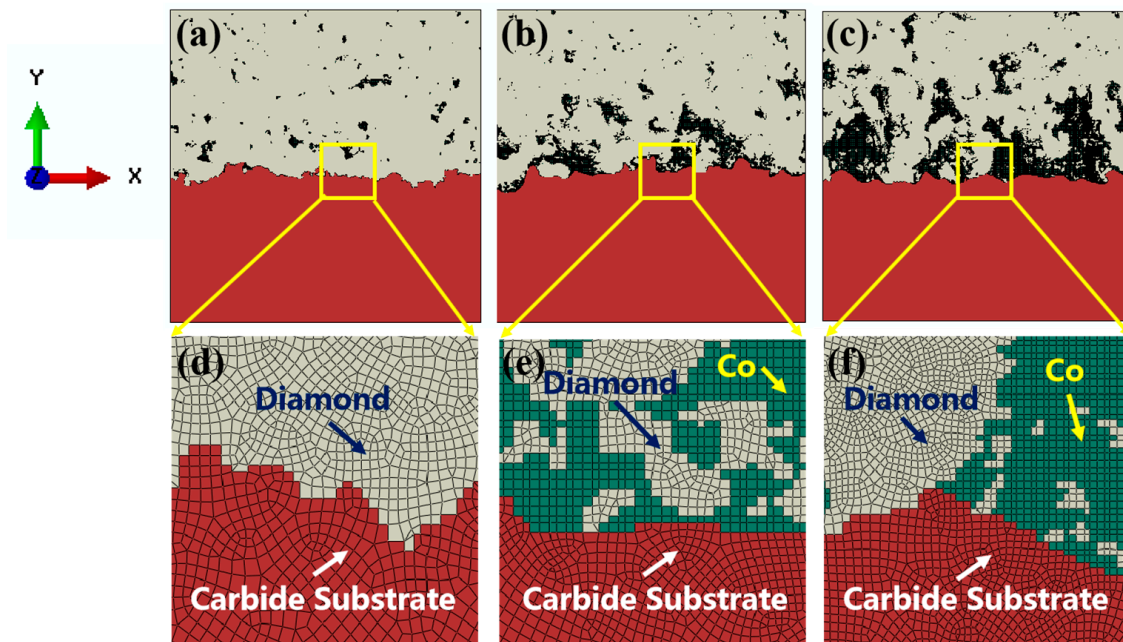 (a)
(b)
(c)
Y
Z
X
(d)
Diamond
Carbide Substrate
(e)
Diamond
Co
Carbide Substrate
(f)
Diamond
Co
Carbide Substrate